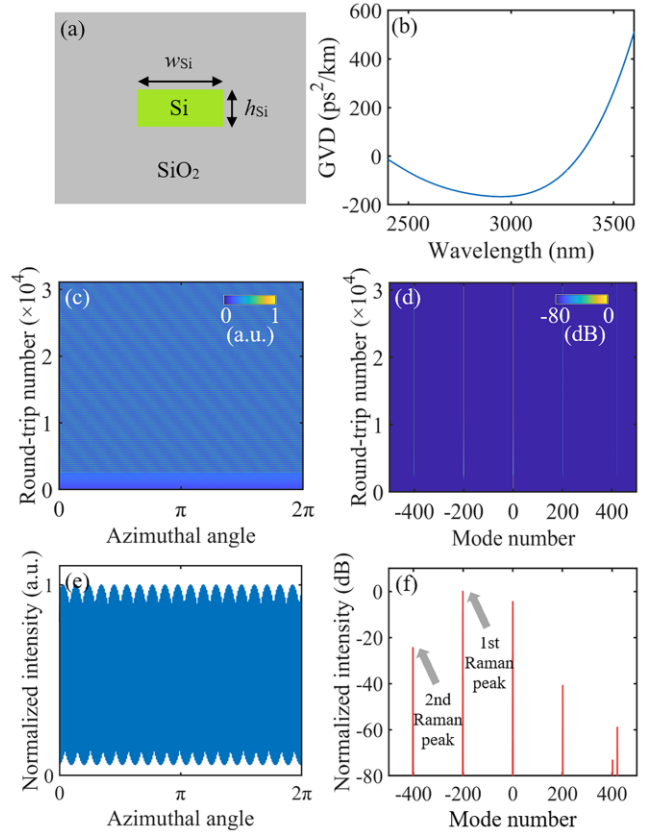 (a)
w_Si
Si
h_Si
SiO₂
(b)
GVD (ps²/km)
600
400
200
0
-200
2500
3000
3500
Wavelength (nm)
(c)
Round-trip number (×10⁴)
3
2
1
0
0
1
(a.u.)
0
π
2π
Azimuthal angle
(d)
Round-trip number (×10⁴)
3
2
1
0
-80
0
(dB)
-400
-200
0
200
400
Mode number
(e)
Normalized intensity (a.u.)
1
0
0
π
2π
Azimuthal angle
(f)
Normalized intensity (dB)
0
-20
-40
-60
-80
1st
Raman
peak
2nd
Raman
peak
-400
-200
0
200
400
Mode number